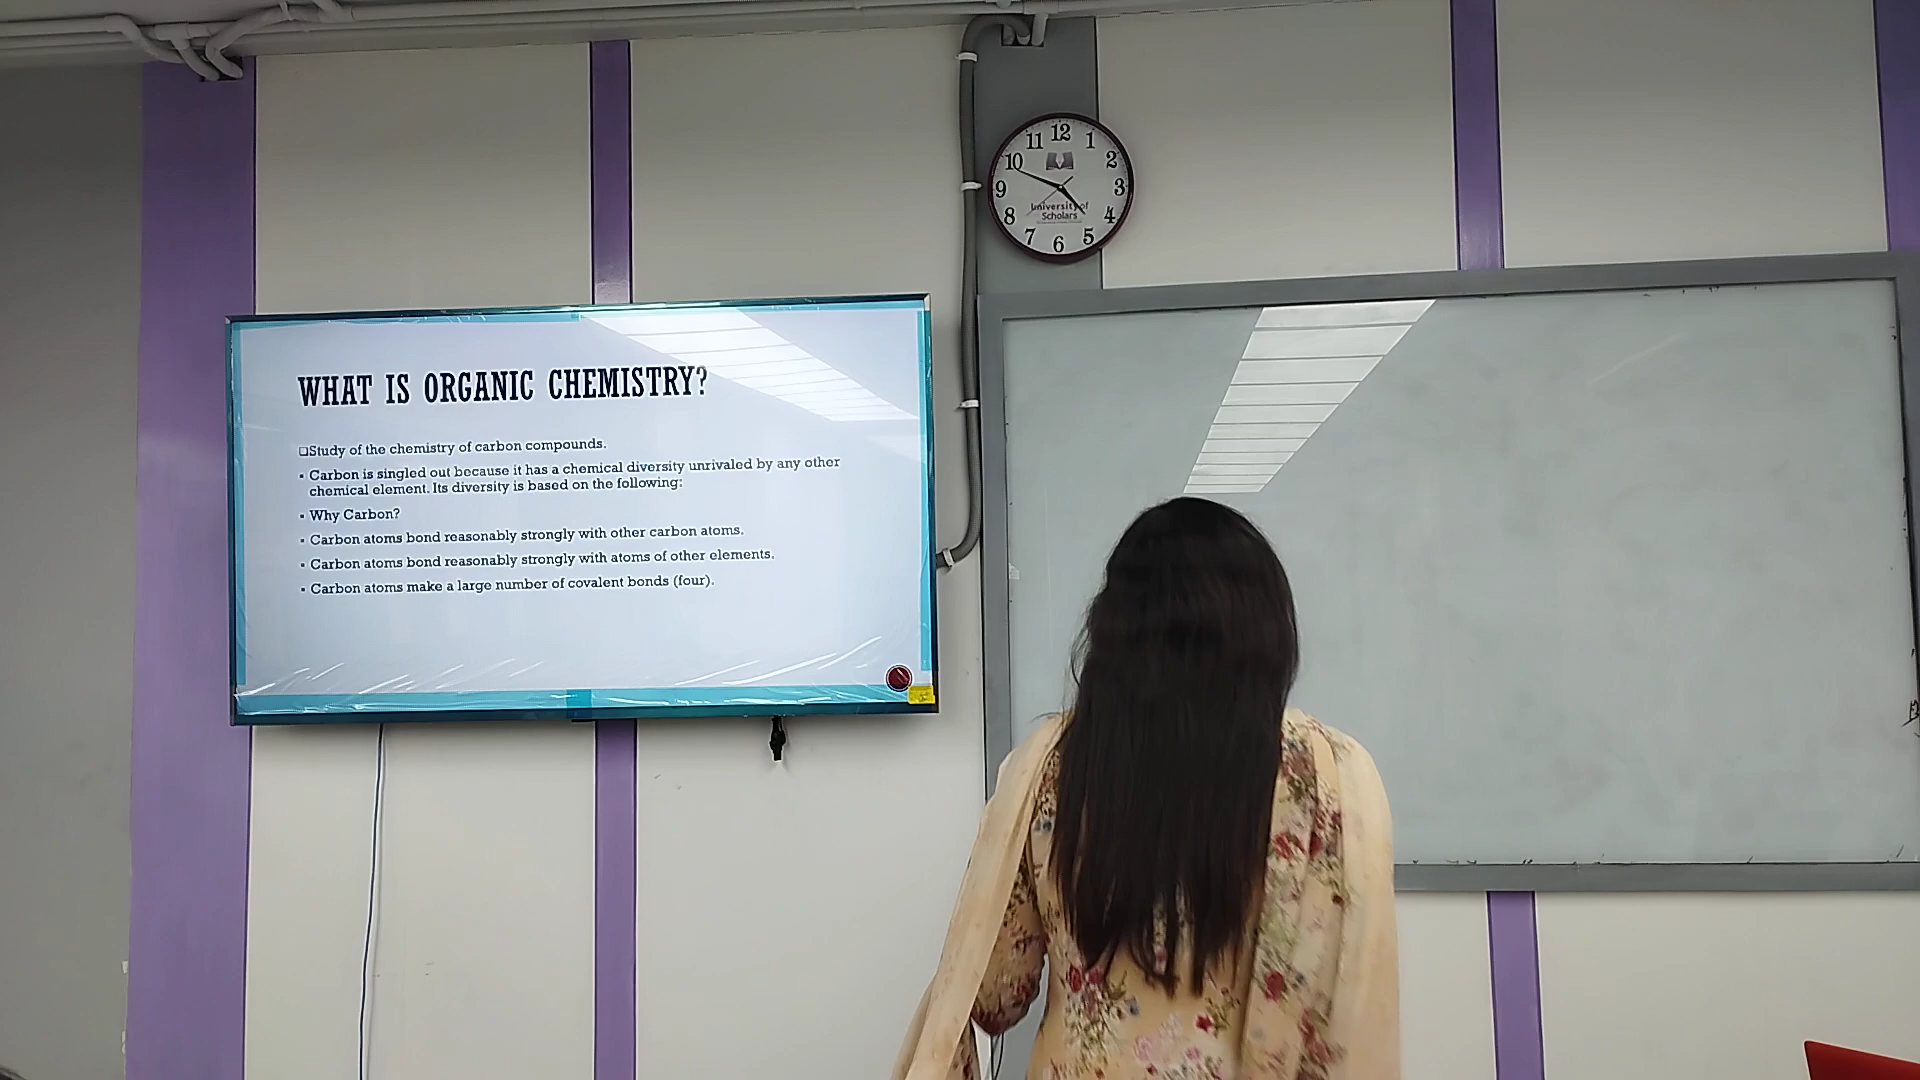 WHAT IS ORGANIC CHEMISTRY?
❑Study of the chemistry of carbon compounds.
▪ Carbon is singled out because it has a chemical diversity unrivaled by any other
chemical element. Its diversity is based on the following:
▪ Why Carbon?
▪ Carbon atoms bond reasonably strongly with other carbon atoms.
▪ Carbon atoms bond reasonably strongly with atoms of other elements.
▪ Carbon atoms make a large number of covalent bonds (four).
12
11 1
10 2
9 3
University of
Scholars
8 4
7 5
6